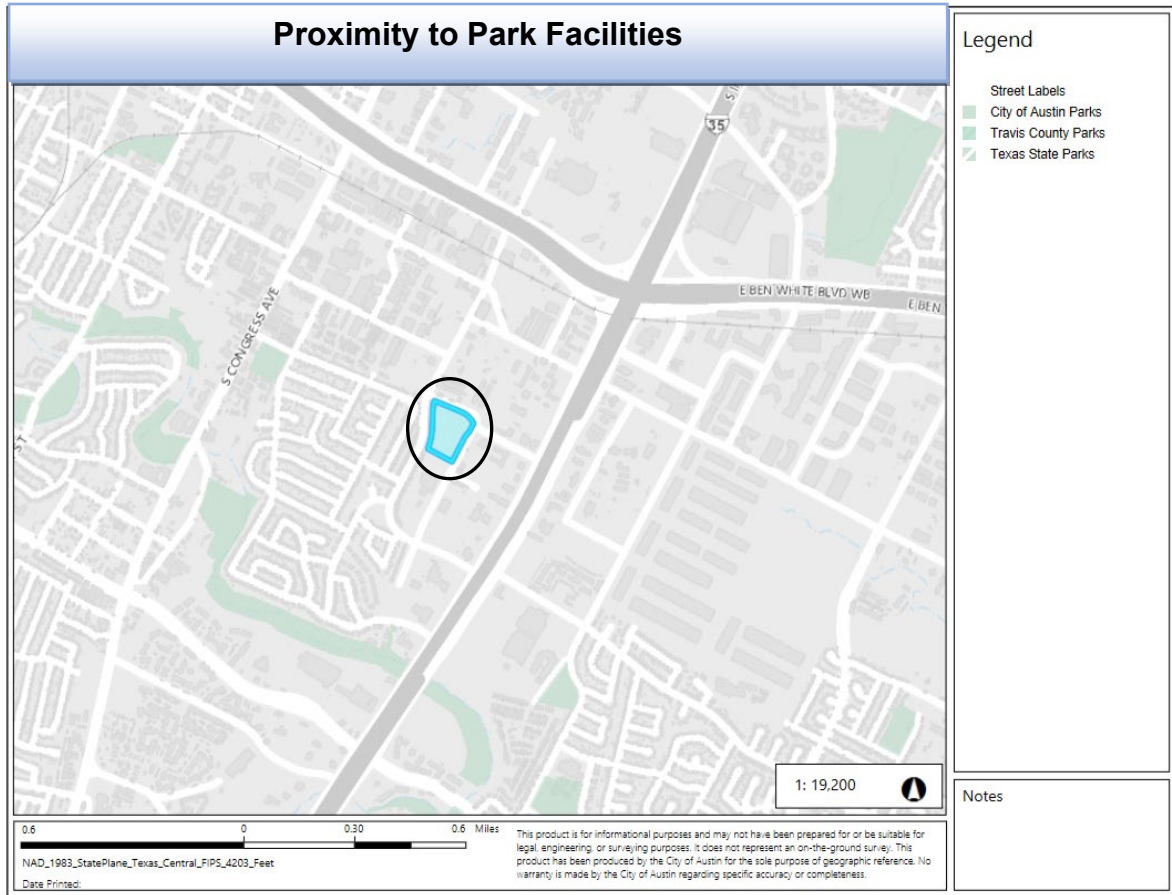 Proximity to Park Facilities
Legend
Street Labels
City of Austin Parks
Travis County Parks
Texas State Parks
35
E BEN WHITE BLVD WB
E BEN
S CONGRESS AVE
ST
1: 19,200
Notes
0.6
0
0.30
0.6 Miles
NAD_1983_StatePlane_Texas_Central_FIPS_4203_Feet
Date Printed:
This product is for informational purposes and may not have been prepared for or be suitable for
legal, engineering, or surveying purposes. It does not represent an on-the-ground survey. This
product has been produced by the City of Austin for the sole purpose of geographic reference. No
warranty is made by the City of Austin regarding specific accuracy or completeness.